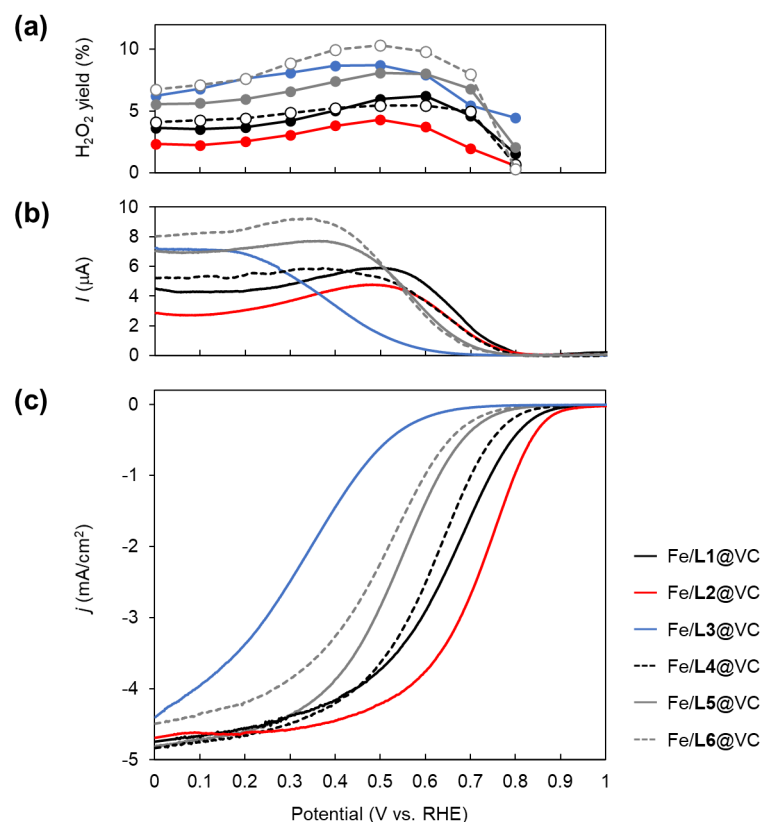 (a)
H₂O₂ yield (%)
10
5
0
(b)
I (μA)
10
8
6
4
2
0
(c)
j (mA/cm²)
0
-1
-2
-3
-4
-5
0 0.1 0.2 0.3 0.4 0.5 0.6 0.7 0.8 0.9 1
Potential (V vs. RHE)
Fe/L1@VC
Fe/L2@VC
Fe/L3@VC
Fe/L4@VC
Fe/L5@VC
Fe/L6@VC